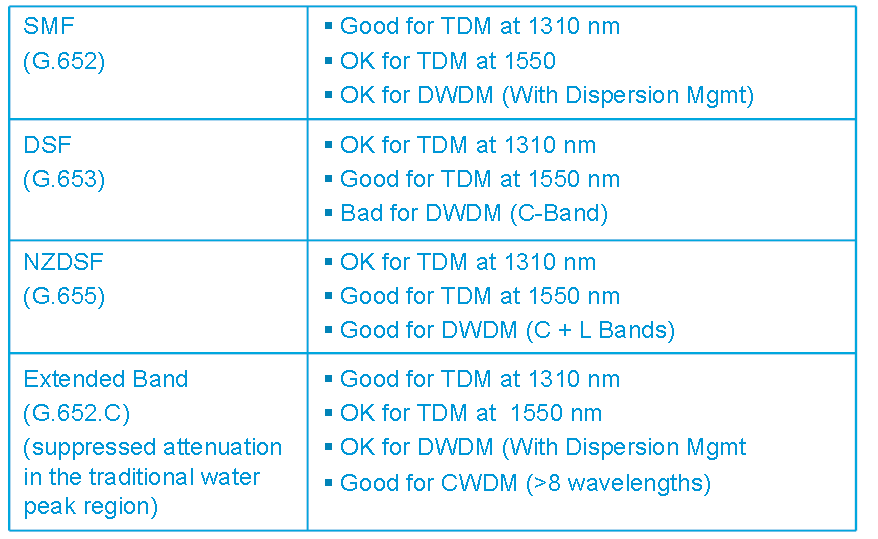 SMF
(G.652)
▪ Good for TDM at 1310 nm
▪ OK for TDM at 1550
▪ OK for DWDM (With Dispersion Mgmt)
DSF
(G.653)
▪ OK for TDM at 1310 nm
▪ Good for TDM at 1550 nm
▪ Bad for DWDM (C-Band)
NZDSF
(G.655)
▪ OK for TDM at 1310 nm
▪ Good for TDM at 1550 nm
▪ Good for DWDM (C + L Bands)
Extended Band
(G.652.C)
(suppressed attenuation
in the traditional water
peak region)
▪ Good for TDM at 1310 nm
▪ OK for TDM at  1550 nm
▪ OK for DWDM (With Dispersion Mgmt
▪ Good for CWDM (>8 wavelengths)